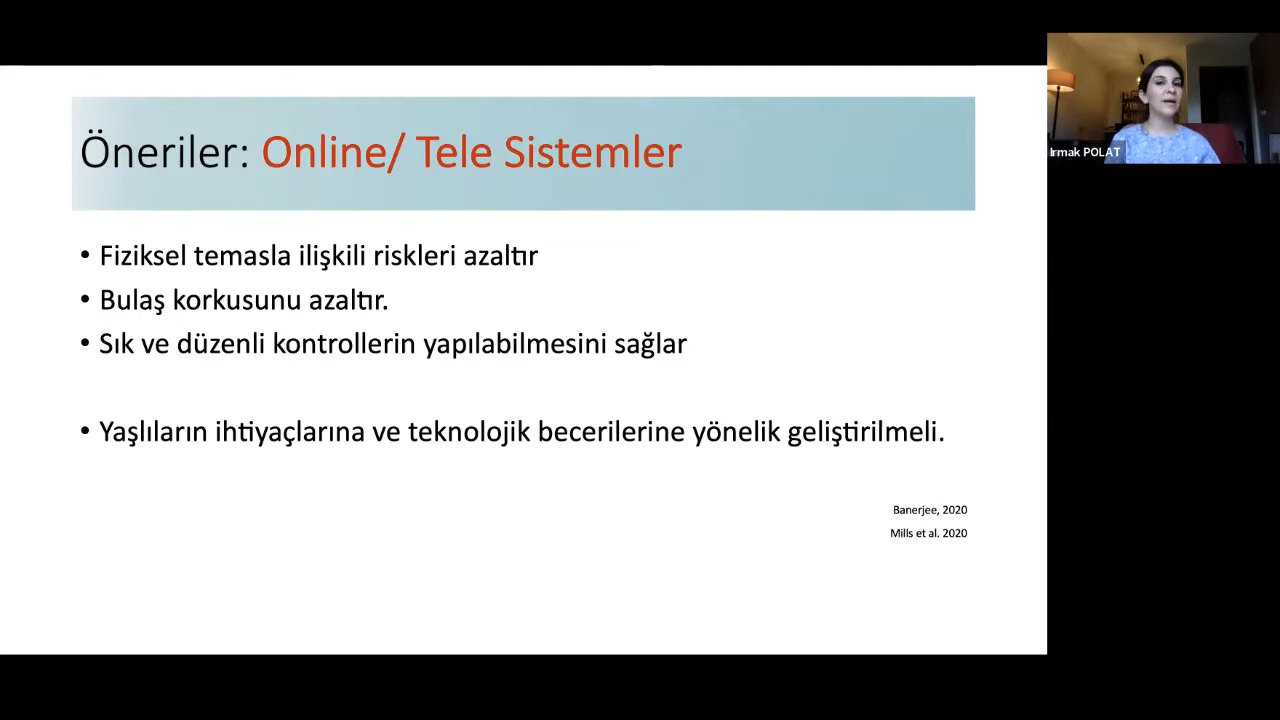 Öneriler: Online/ Tele Sistemler
• Fiziksel temasla ilişkili riskleri azaltır
• Bulaş korkusunu azaltır.
• Sık ve düzenli kontrollerin yapılabilmesini sağlar
• Yaşlıların ihtiyaçlarına ve teknolojik becerilerine yönelik geliştirilmeli.
Banerjee, 2020
Mills et al. 2020
Irmak POLAT